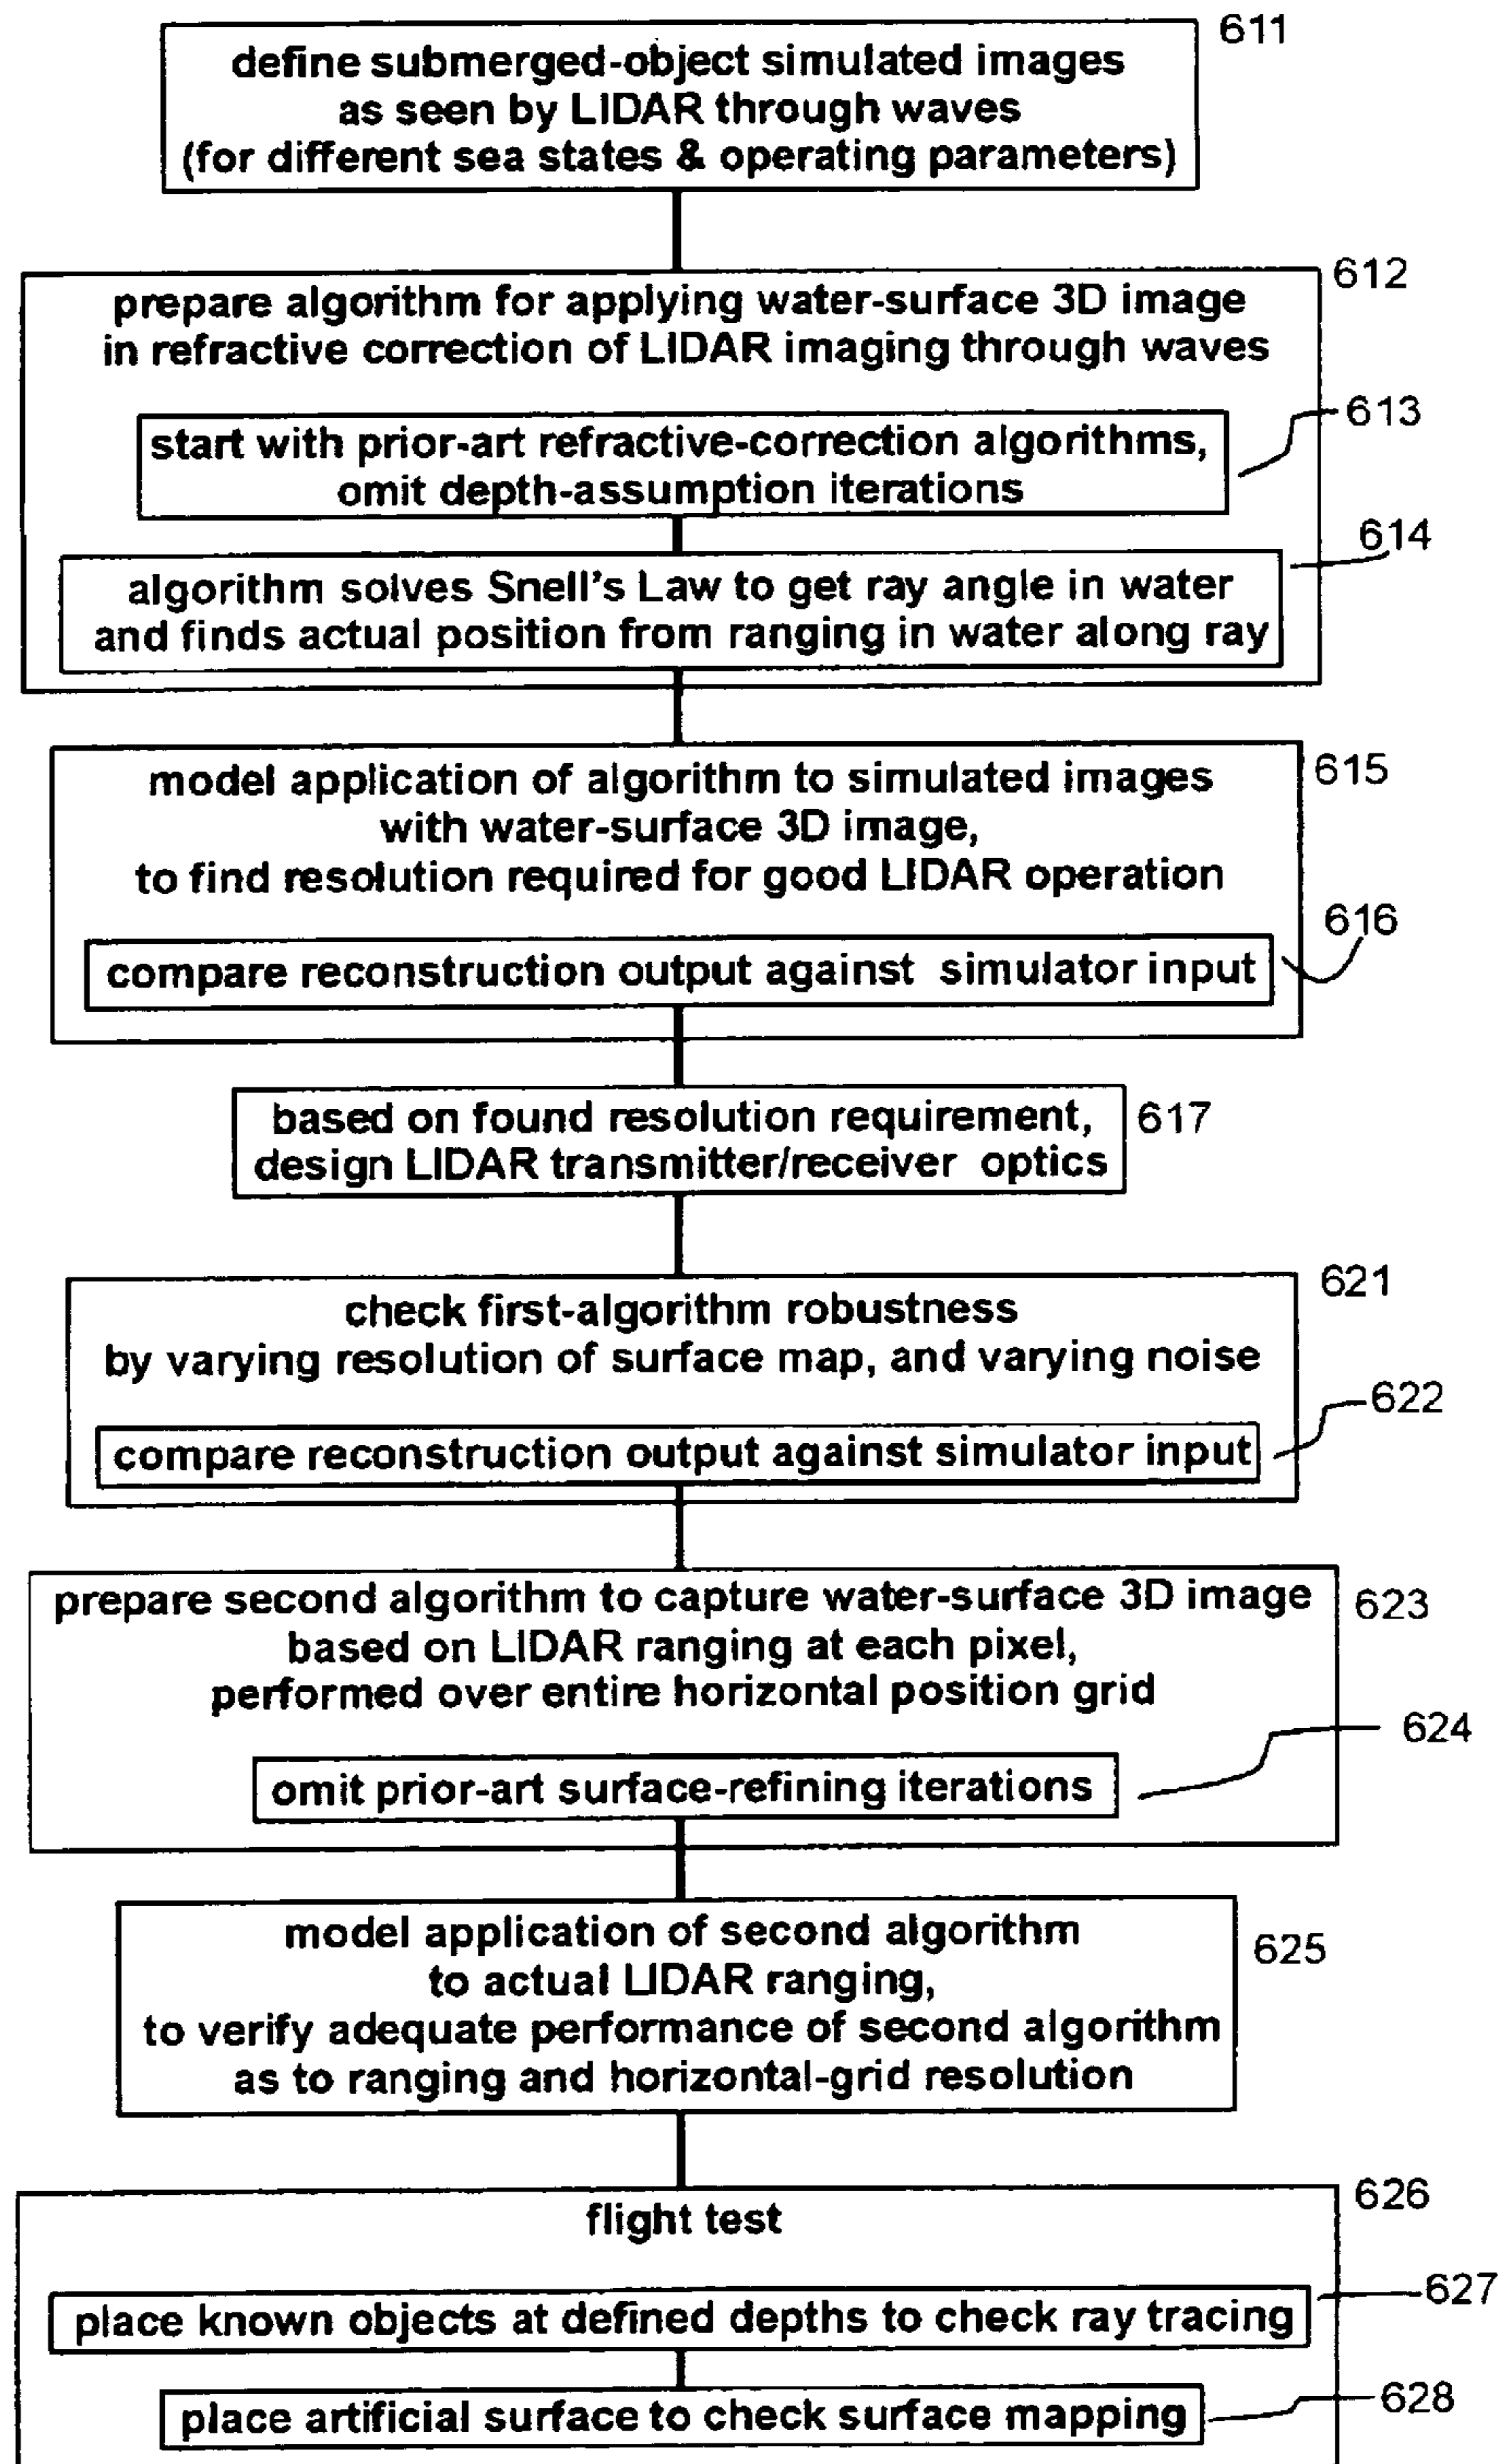 611
define submerged-object simulated images
as seen by LIDAR through waves
(for different sea states & operating parameters)
612
prepare algorithm for applying water-surface 3D image
in refractive correction of LIDAR imaging through waves
613
start with prior-art refractive-correction algorithms,
omit depth-assumption iterations
614
algorithm solves Snell's Law to get ray angle in water
and finds actual position from ranging in water along ray
615
model application of algorithm to simulated images
with water-surface 3D image,
to find resolution required for good LIDAR operation
616
compare reconstruction output against simulator input
617
based on found resolution requirement,
design LIDAR transmitter/receiver optics
621
check first-algorithm robustness
by varying resolution of surface map, and varying noise
622
compare reconstruction output against simulator input
623
prepare second algorithm to capture water-surface 3D image
based on LIDAR ranging at each pixel,
performed over entire horizontal position grid
624
omit prior-art surface-refining iterations
625
model application of second algorithm
to actual LIDAR ranging,
to verify adequate performance of second algorithm
as to ranging and horizontal-grid resolution
626
flight test
627
place known objects at defined depths to check ray tracing
628
place artificial surface to check surface mapping